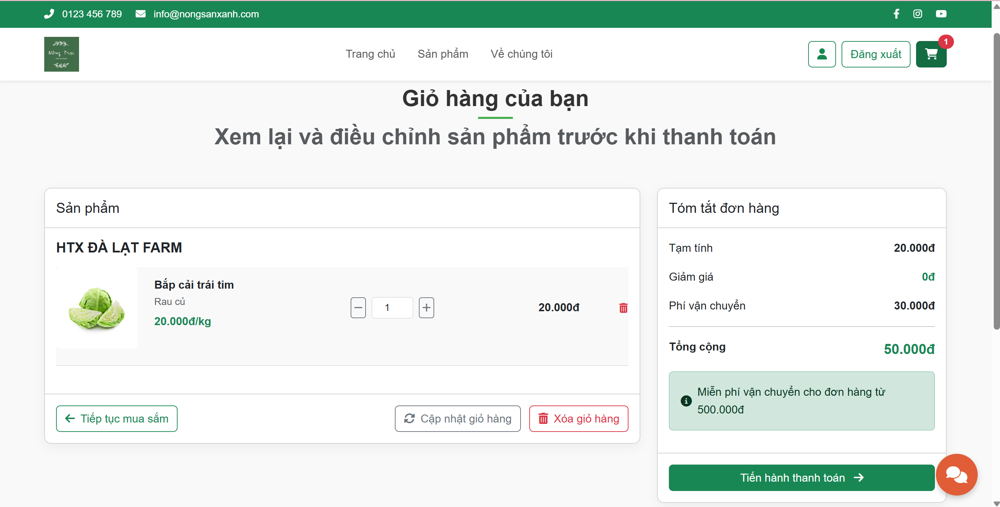 0123 456 789 info@nongsanxanh.com
Nông Trại
RAU CỦ SẠCH
Trang chủ Sản phẩm Về chúng tôi
Đăng xuất
1
Giỏ hàng của bạn
Xem lại và điều chỉnh sản phẩm trước khi thanh toán
Sản phẩm
HTX ĐÀ LẠT FARM
Bắp cải trái tim
Rau củ
20.000đ/kg
1
20.000đ
Tiếp tục mua sắm
Cập nhật giỏ hàng
Xóa giỏ hàng
Tóm tắt đơn hàng
Tạm tính 20.000đ
Giảm giá 0đ
Phí vận chuyển 30.000đ
Tổng cộng 50.000đ
Miễn phí vận chuyển cho đơn hàng từ
500.000đ
Tiến hành thanh toán